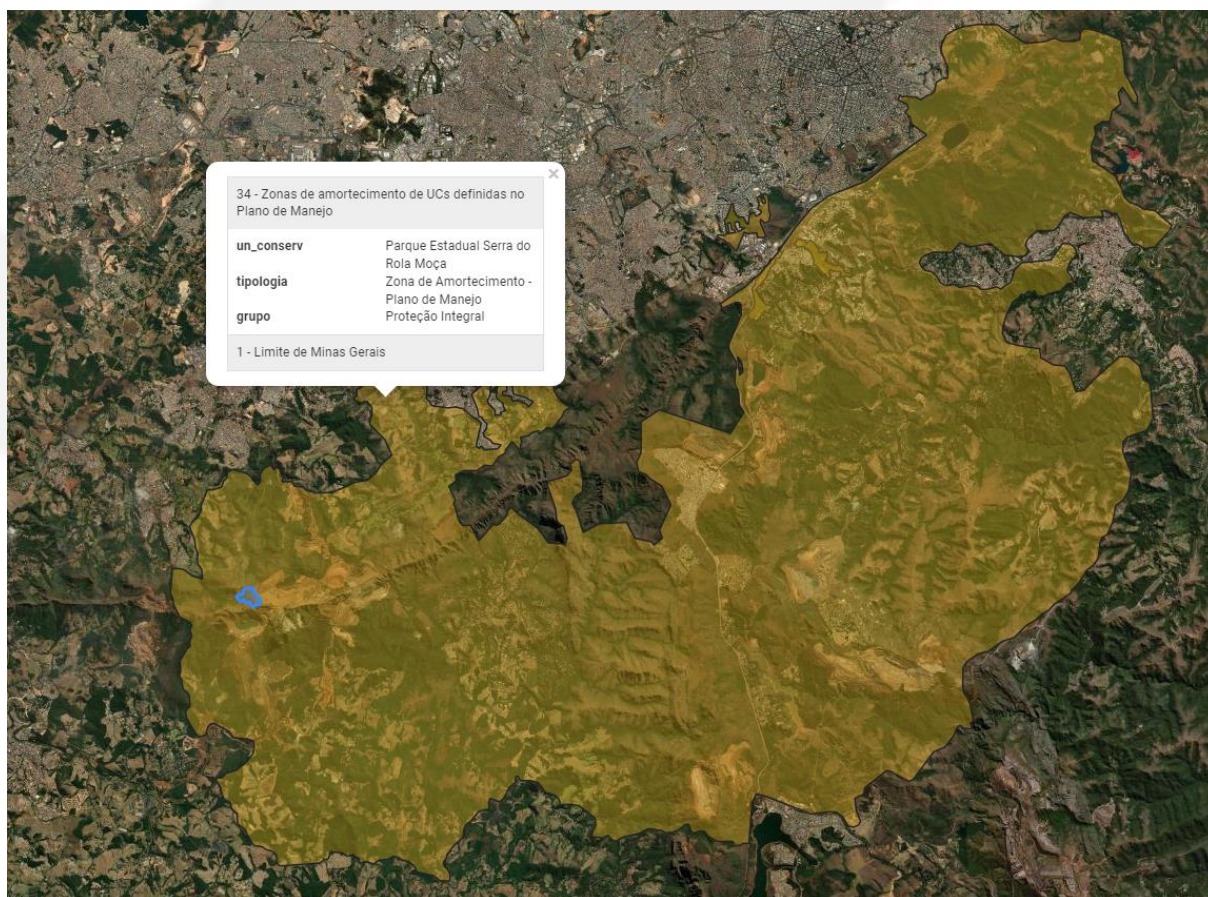 ×
34 - Zonas de amortecimento de UCs definidas no
Plano de Manejo
un_conserv Parque Estadual Serra do
Rola Moça
tipologia Zona de Amortecimento -
Plano de Manejo
grupo Proteção Integral
1 - Limite de Minas Gerais